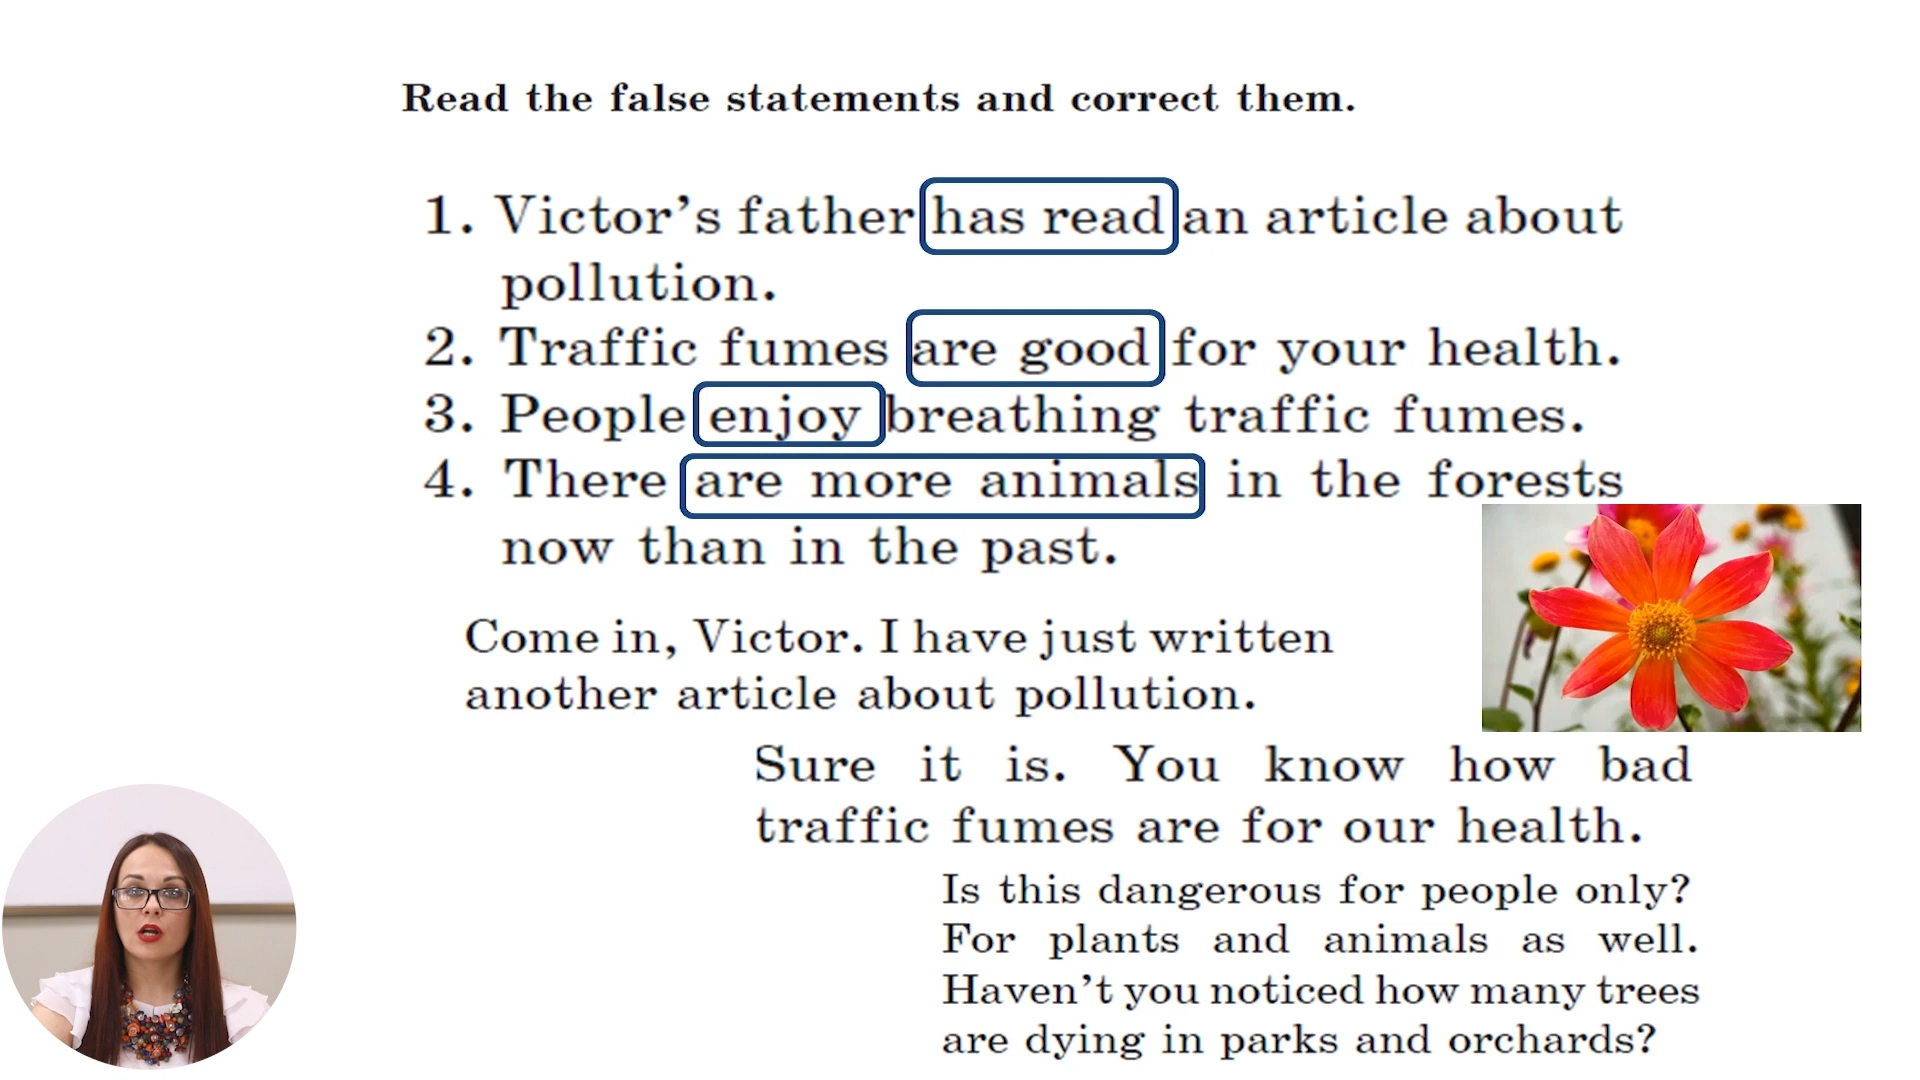 Read the false statements and correct them.
1. Victor's father has read an article about
pollution.
2. Traffic fumes are good for your health.
3. People enjoy breathing traffic fumes.
4. There are more animals in the forests
now than in the past.
Come in, Victor. I have just written
another article about pollution.
Sure it is. You know how bad
traffic fumes are for our health.
Is this dangerous for people only?
For plants and animals as well.
Haven't you noticed how many trees
are dying in parks and orchards?